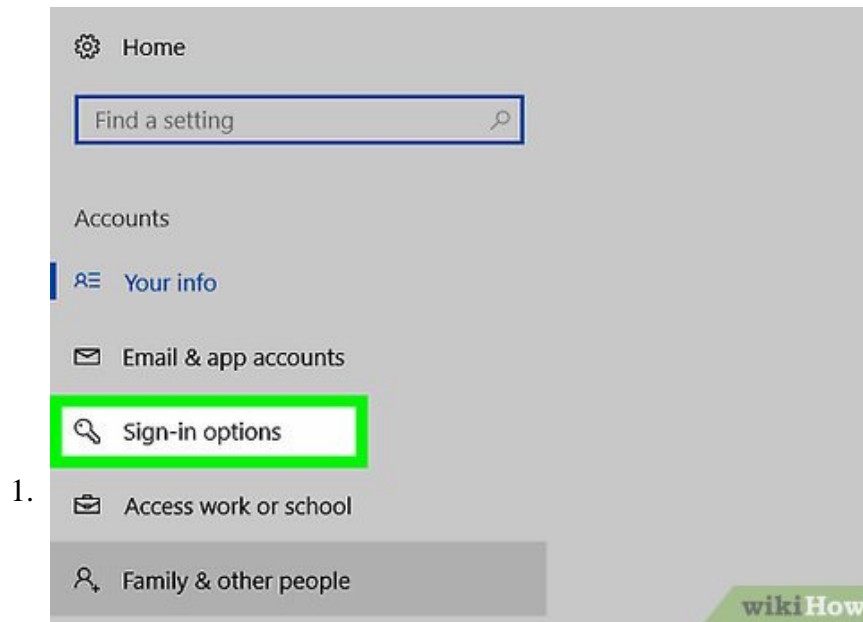 Home
Find a setting
Accounts
Your info
Email & app accounts
Sign-in options
1.
Access work or school
Family & other people
wikiHow